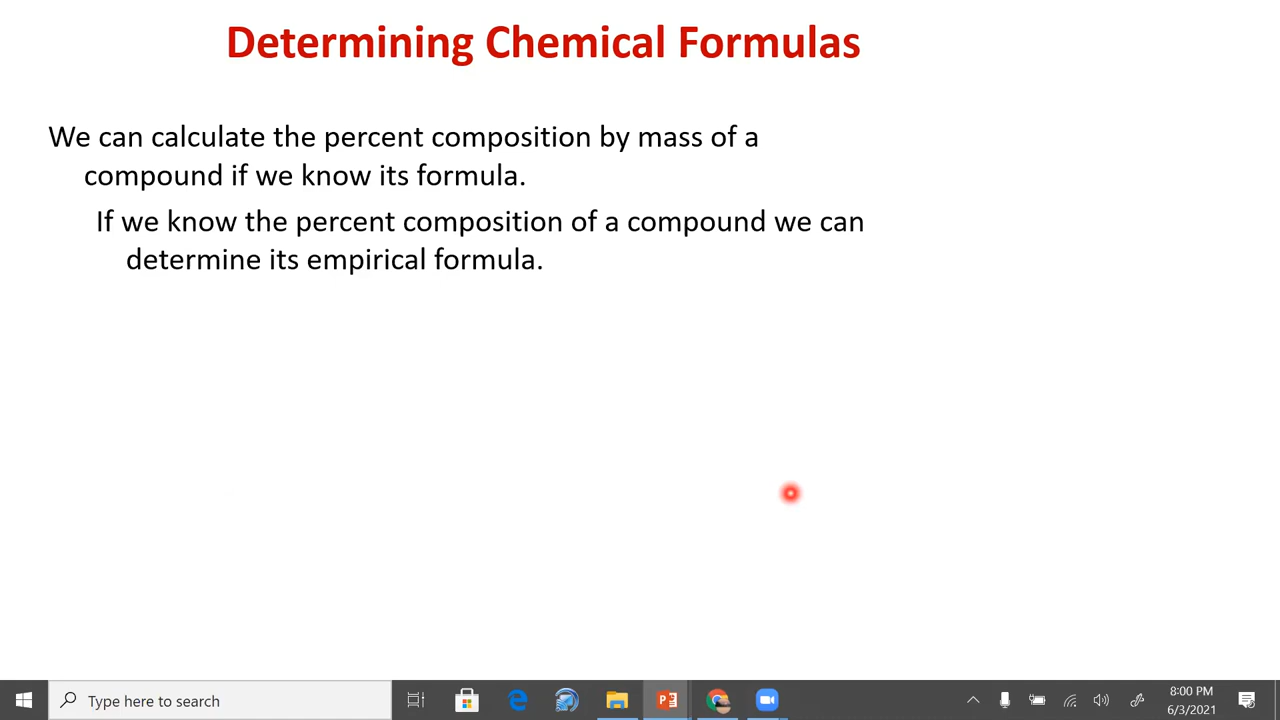 Determining Chemical Formulas
We can calculate the percent composition by mass of a
compound if we know its formula.
If we know the percent composition of a compound we can
determine its empirical formula.
Type here to search
8:00 PM
6/3/2021